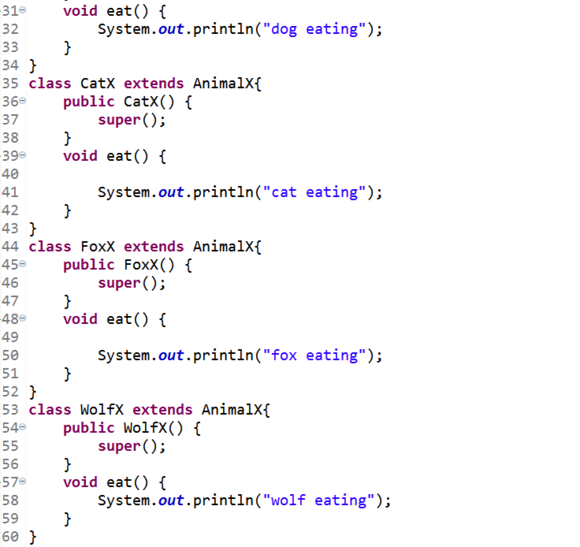 31    void eat() {
32        System.out.println("dog eating");
33    }
34 }
35 class CatX extends AnimalX{
36    public CatX() {
37        super();
38    }
39    void eat() {
40
41        System.out.println("cat eating");
42    }
43 }
44 class FoxX extends AnimalX{
45    public FoxX() {
46        super();
47    }
48    void eat() {
49
50        System.out.println("fox eating");
51    }
52 }
53 class WolfX extends AnimalX{
54    public WolfX() {
55        super();
56    }
57    void eat() {
58        System.out.println("wolf eating");
59    }
60 }